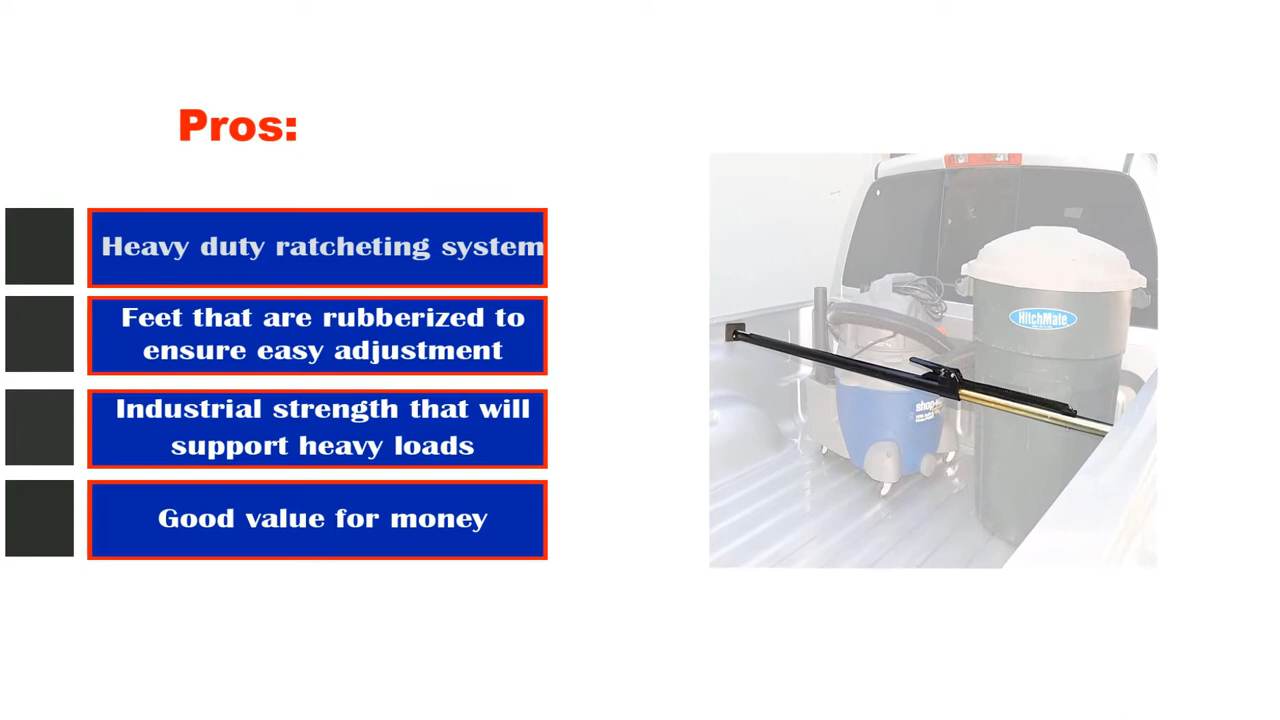 Pros:
Heavy duty ratcheting system
Feet that are rubberized to
ensure easy adjustment
Industrial strength that will
support heavy loads
Good value for money
HitchMate